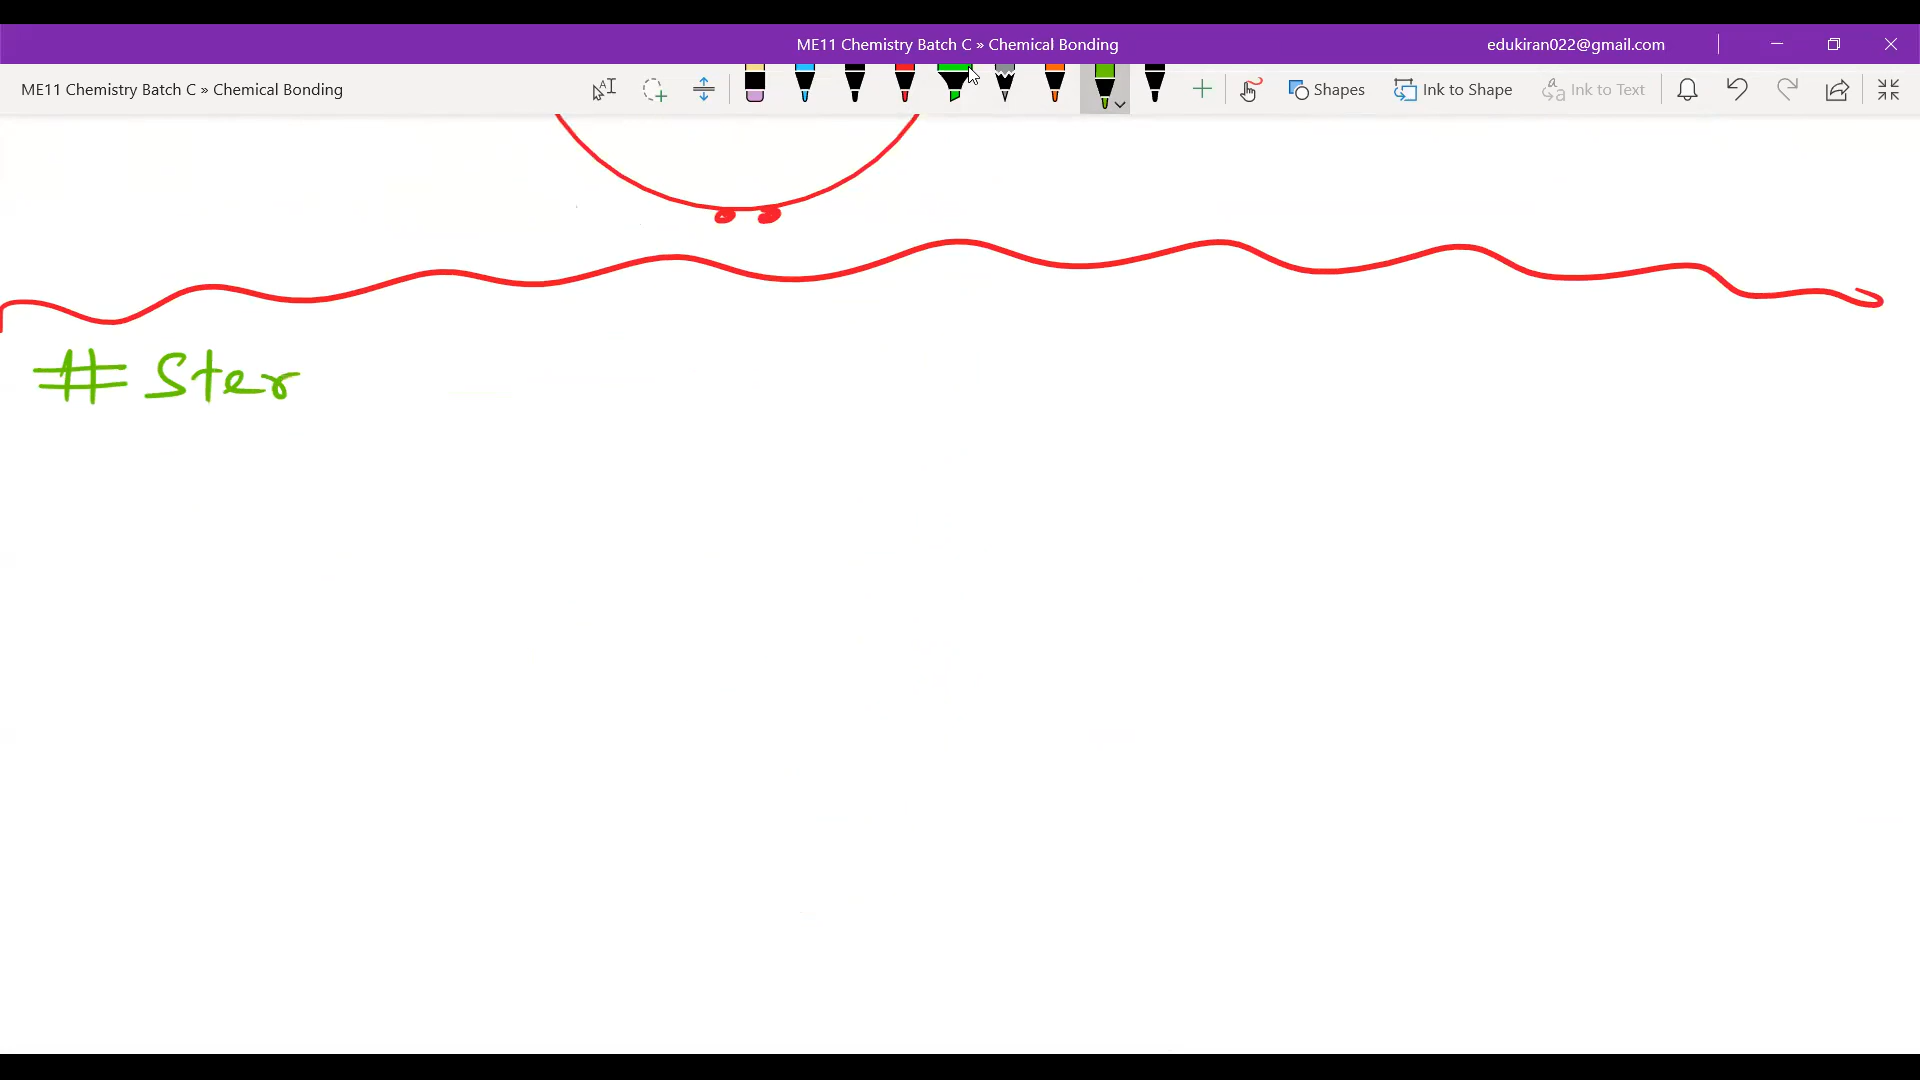 ME11 Chemistry Batch C » Chemical Bonding
edukiran022@gmail.com
ME11 Chemistry Batch C » Chemical Bonding
Shapes
Ink to Shape
Ink to Text
# Ster